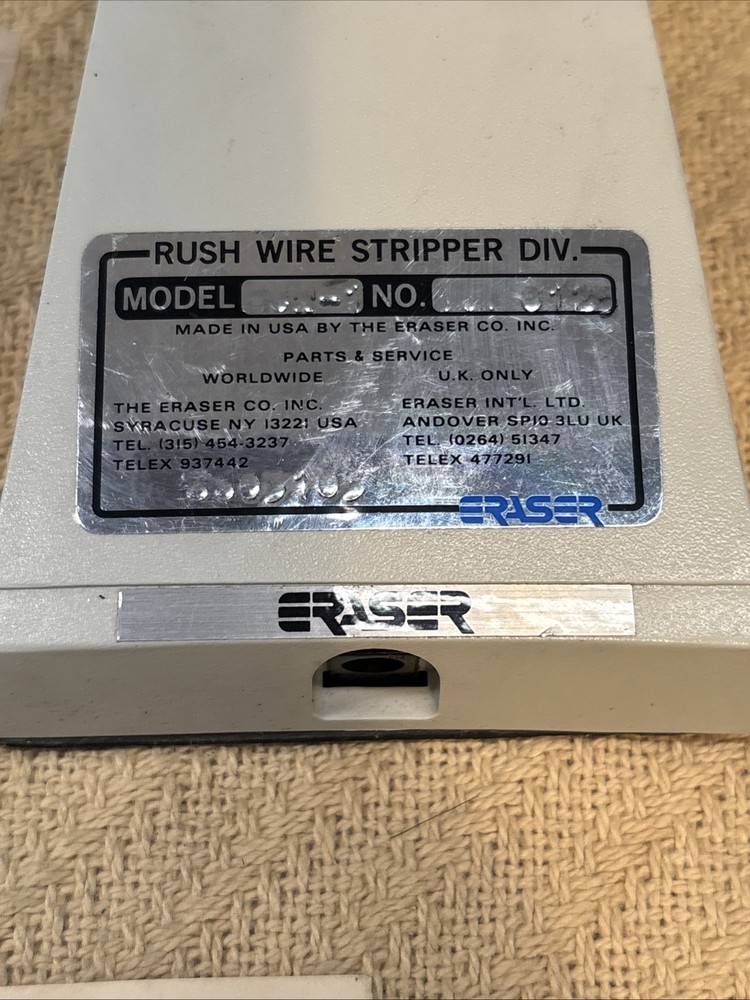 RUSH WIRE STRIPPER DIV.
MODEL NO.
MADE IN USA BY THE ERASER CO. INC.
PARTS & SERVICE
WORLDWIDE U.K. ONLY
THE ERASER CO. INC. ERASER INT'L. LTD.
SYRACUSE NY 13221 USA ANDOVER SP10 3LU UK
TEL. (315) 454-3237 TEL. (0264) 51347
TELEX 937442 TELEX 477291
ERASER
ERASER